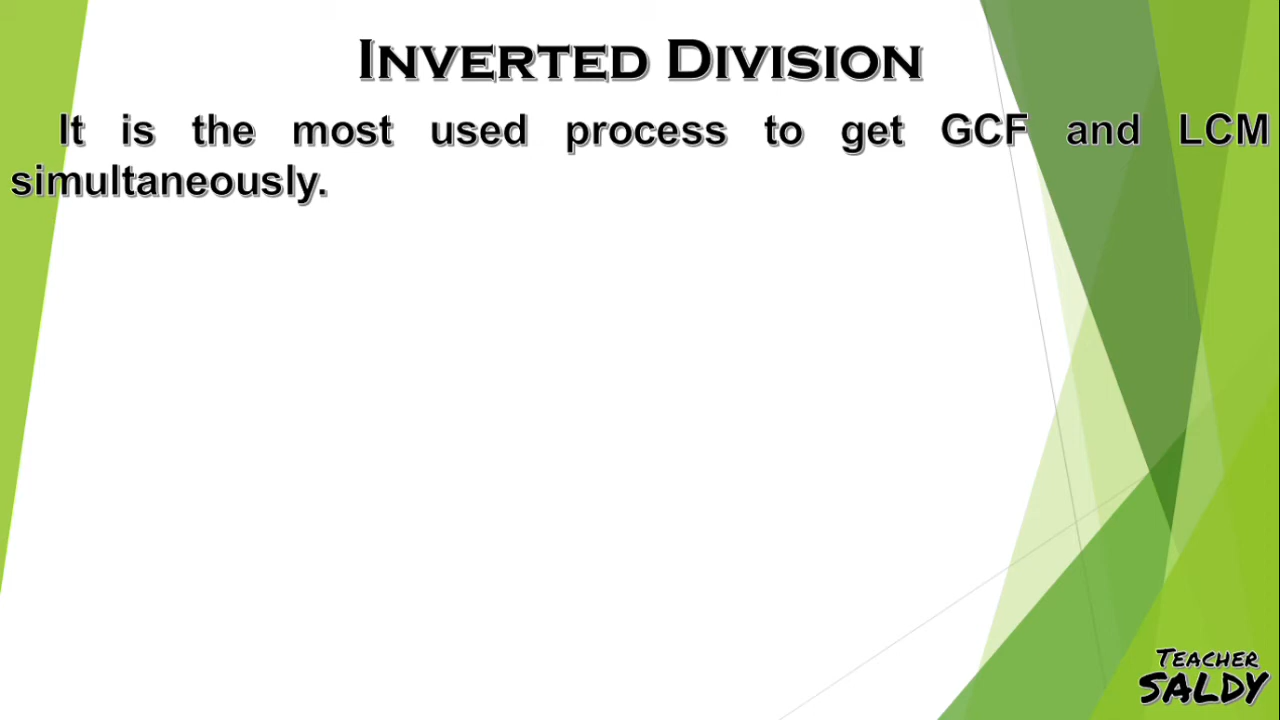 INVERTED DIVISION
It is the most used process to get GCF and LCM
simultaneously.
TEACHER
SALDY